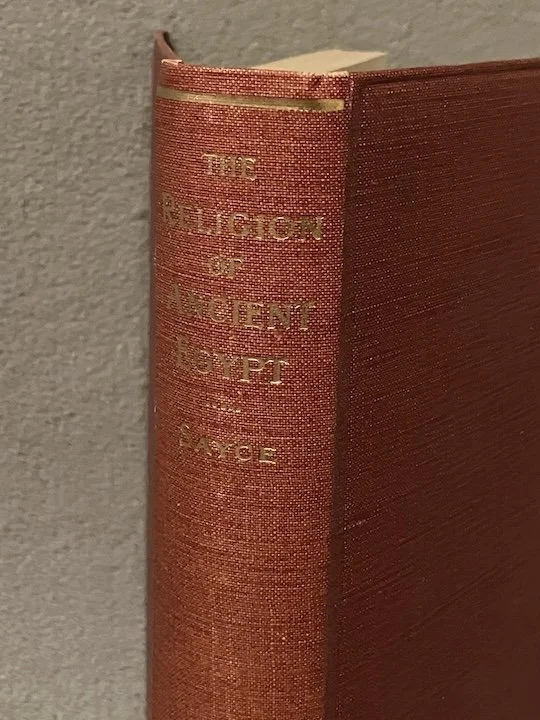 THE
RELIGION
OF
ANCIENT
EGYPT
SAYCE